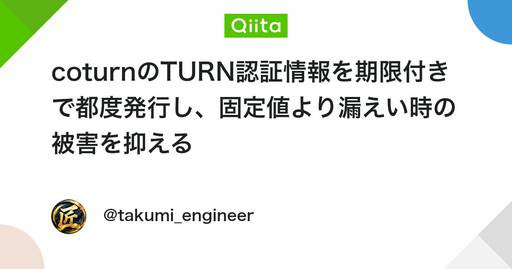 Qiita
coturnのTURN認証情報を期限付き
で都度発行し、固定値より漏えい時の
被害を抑える
匠
@takumi_engineer